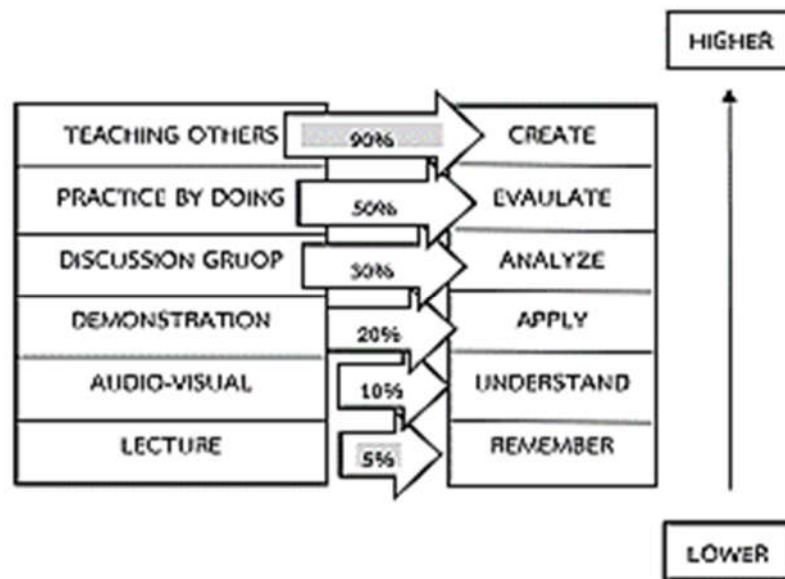 HIGHER
TEACHING OTHERS 90% CREATE
PRACTICE BY DOING 50% EVAULATE
DISCUSSION GRUOP 30% ANALYZE
DEMONSTRATION 20% APPLY
AUDIO-VISUAL 10% UNDERSTAND
LECTURE 5% REMEMBER
LOWER